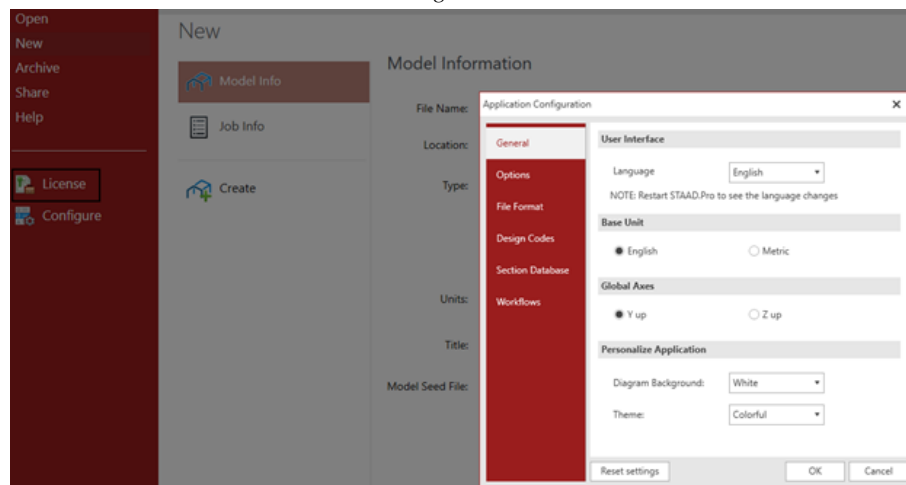 Open
New
Archive
Share
Help
License
Configure
New
Model Info
Job Info
Create
Model Information
File Name:
Location:
Type:
Units:
Title:
Model Seed File:
Application Configuration
General
Options
File Format
Design Codes
Section Database
Workflows
User Interface
Language English
NOTE: Restart STAAD.Pro to see the language changes
Base Unit
English Metric
Global Axes
Y up Z up
Personalize Application
Diagram Background: White
Theme: Colorful
Reset settings OK Cancel